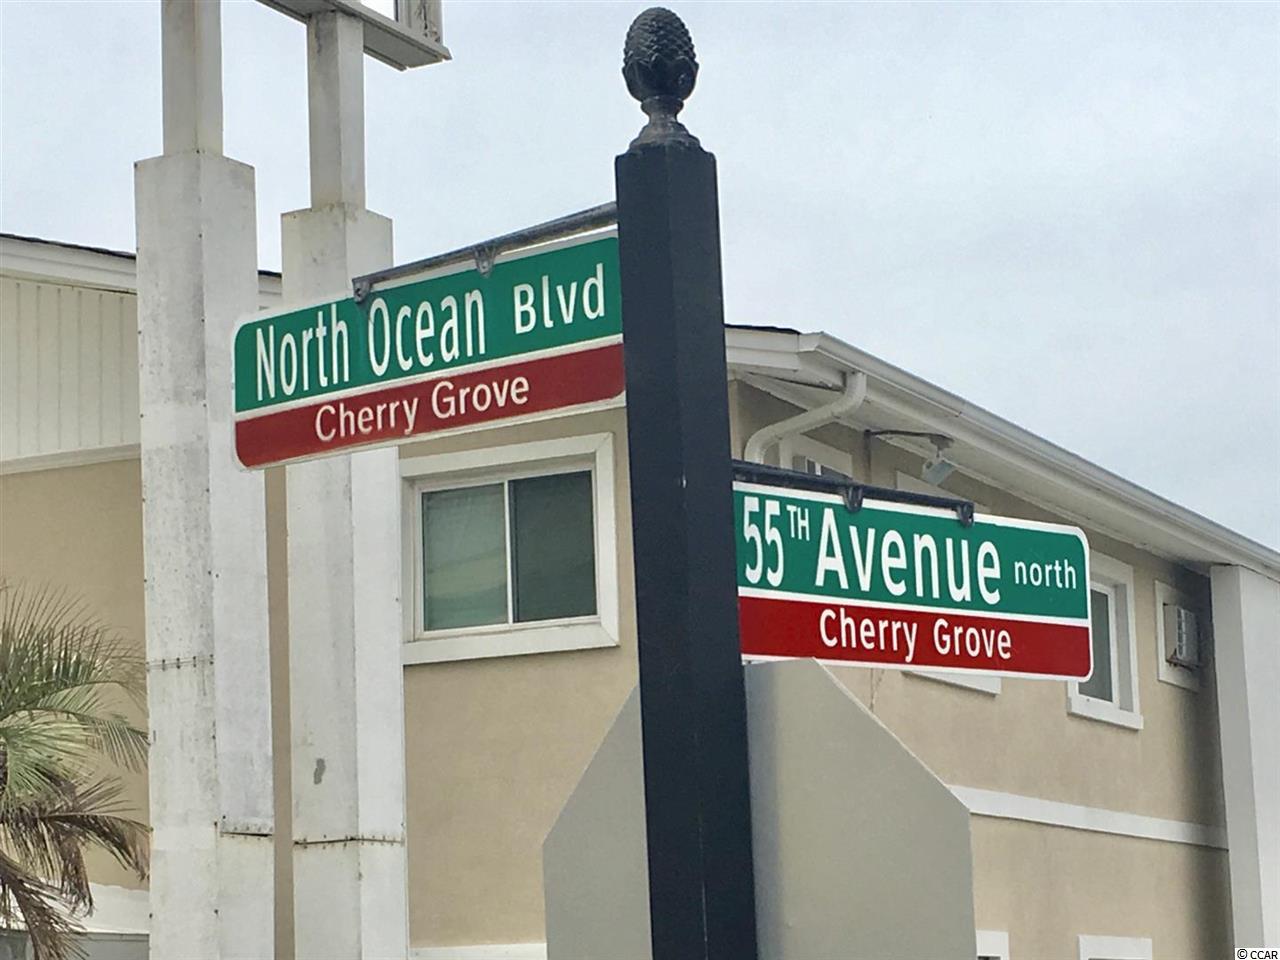 North Ocean Blvd
Cherry Grove
55TH Avenue north
Cherry Grove
© CCAR